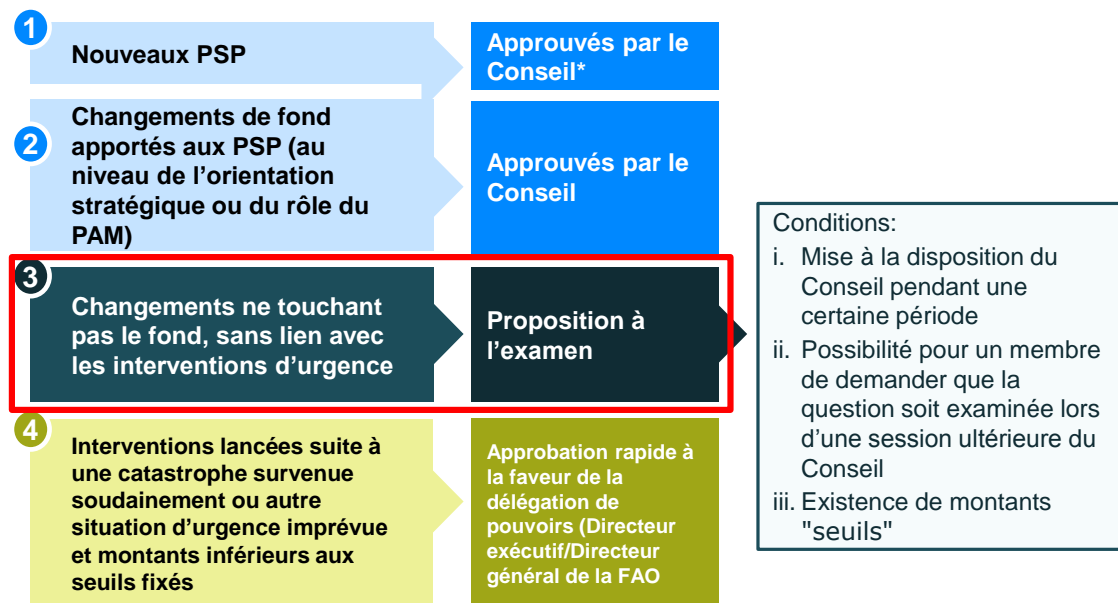 1
Nouveaux PSP
Approuvés par le
Conseil*
2
Changements de fond
apportés aux PSP (au
niveau de l’orientation
stratégique ou du rôle du
PAM)
Approuvés par le
Conseil
3
Changements ne touchant
pas le fond, sans lien avec
les interventions d’urgence
Proposition à
l’examen
Conditions:
i. Mise à la disposition du
Conseil pendant une
certaine période
ii. Possibilité pour un membre
de demander que la
question soit examinée lors
d’une session ultérieure du
Conseil
iii. Existence de montants
"seuils"
4
Interventions lancées suite à
une catastrophe survenue
soudainement ou autre
situation d’urgence imprévue
et montants inférieurs aux
seuils fixés
Approbation rapide à
la faveur de la
délégation de
pouvoirs (Directeur
exécutif/Directeur
général de la FAO